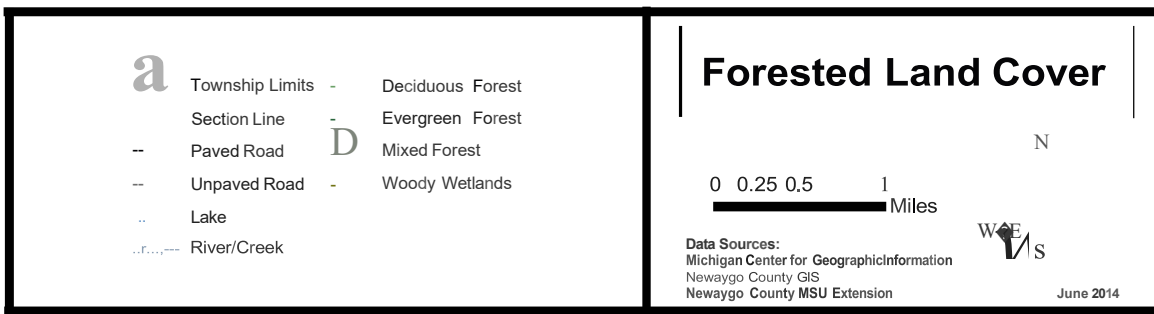 a
Township Limits - Deciduous Forest
Section Line - Evergreen Forest
-- Paved Road D Mixed Forest
-- Unpaved Road - Woody Wetlands
.. Lake
..r...,--- River/Creek
Forested Land Cover
N
0 0.25 0.5 1
Miles
W E
S
Data Sources:
Michigan Center for GeographicInformation
Newaygo County GIS
Newaygo County MSU Extension
June 2014